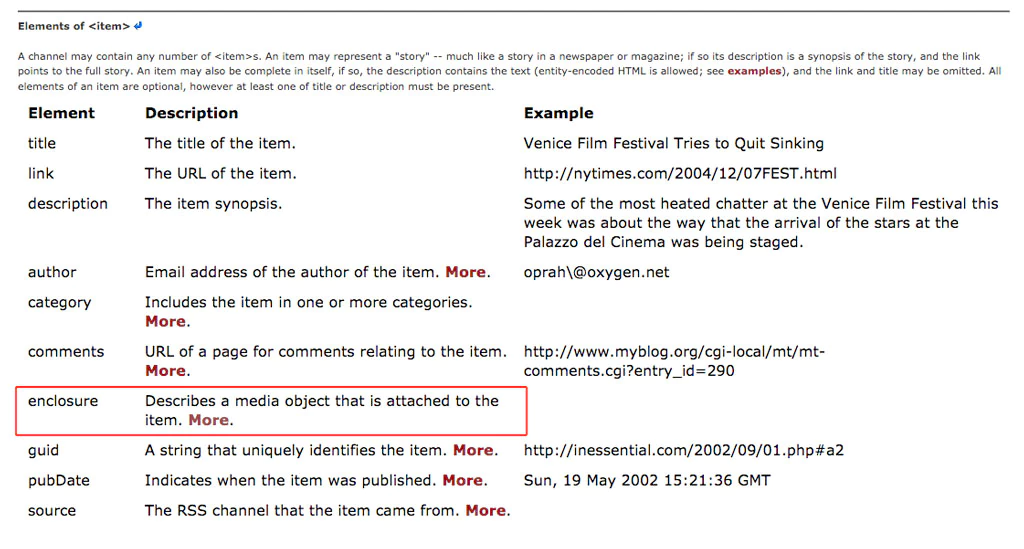 Elements of <item>
A channel may contain any number of <item>s. An item may represent a "story" -- much like a story in a newspaper or magazine; if so its description is a synopsis of the story, and the link
points to the full story. An item may also be complete in itself, if so, the description contains the text (entity-encoded HTML is allowed; see examples), and the link and title may be omitted. All
elements of an item are optional, however at least one of title or description must be present.
Element Description Example
title The title of the item. Venice Film Festival Tries to Quit Sinking
link The URL of the item. http://nytimes.com/2004/12/07FEST.html
description The item synopsis. Some of the most heated chatter at the Venice Film Festival this
week was about the way that the arrival of the stars at the
Palazzo del Cinema was being staged.
author Email address of the author of the item. More. oprah\@oxygen.net
category Includes the item in one or more categories.
More.
comments URL of a page for comments relating to the item. http://www.myblog.org/cgi-local/mt/mt-
More. comments.cgi?entry_id=290
enclosure Describes a media object that is attached to the
item. More.
guid A string that uniquely identifies the item. More. http://inessential.com/2002/09/01.php#a2
pubDate Indicates when the item was published. More. Sun, 19 May 2002 15:21:36 GMT
source The RSS channel that the item came from. More.